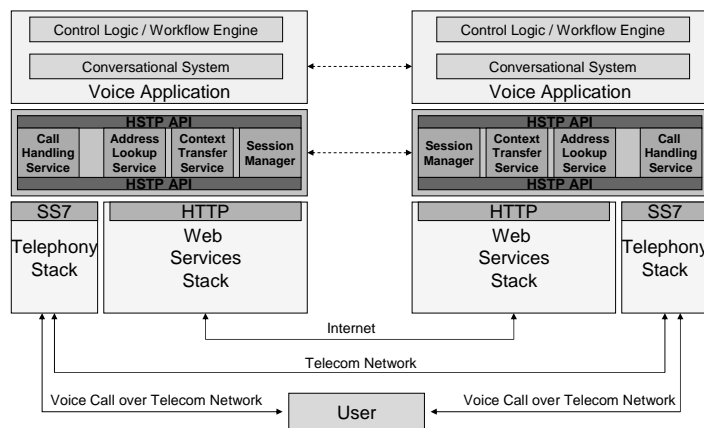 Control Logic / Workflow Engine
Conversational System
Voice Application
HSTP API
Call Handling Service
Address Lookup Service
Context Transfer Service
Session Manager
HSTP API
SS7
Telephony Stack
HTTP
Web Services Stack
Control Logic / Workflow Engine
Conversational System
Voice Application
HSTP API
Session Manager
Context Transfer Service
Address Lookup Service
Call Handling Service
HSTP API
HTTP
Web Services Stack
SS7
Telephony Stack
Internet
Telecom Network
Voice Call over Telecom Network
User
Voice Call over Telecom Network